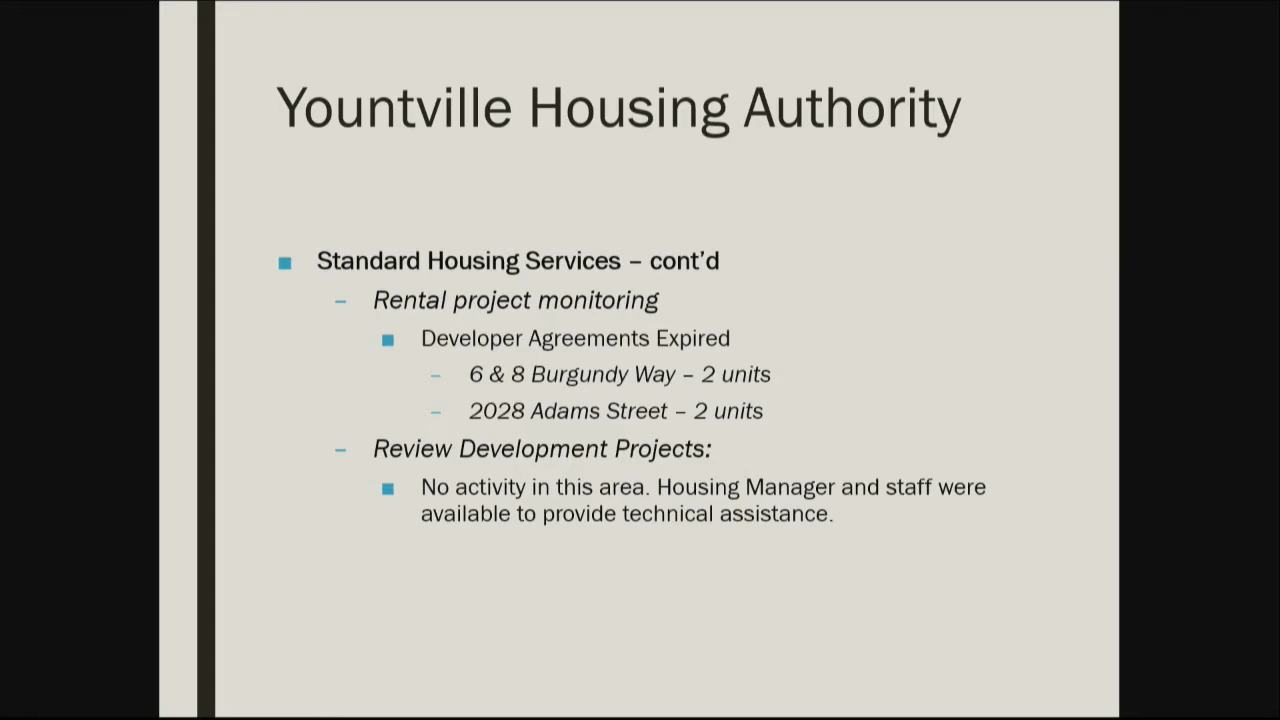 Yountville Housing Authority
Standard Housing Services – cont’d
– Rental project monitoring
Developer Agreements Expired
– 6 & 8 Burgundy Way – 2 units
– 2028 Adams Street – 2 units
– Review Development Projects:
No activity in this area. Housing Manager and staff were
available to provide technical assistance.